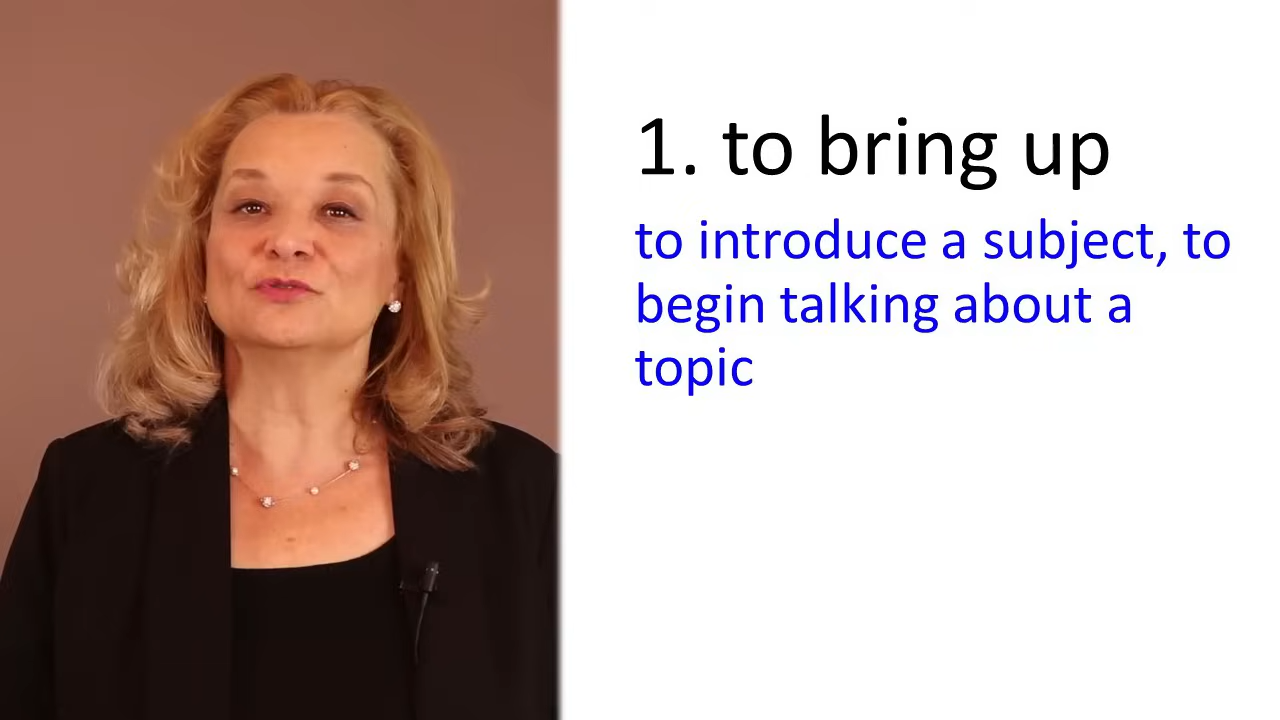 1. to bring up
to introduce a subject, to
begin talking about a
topic